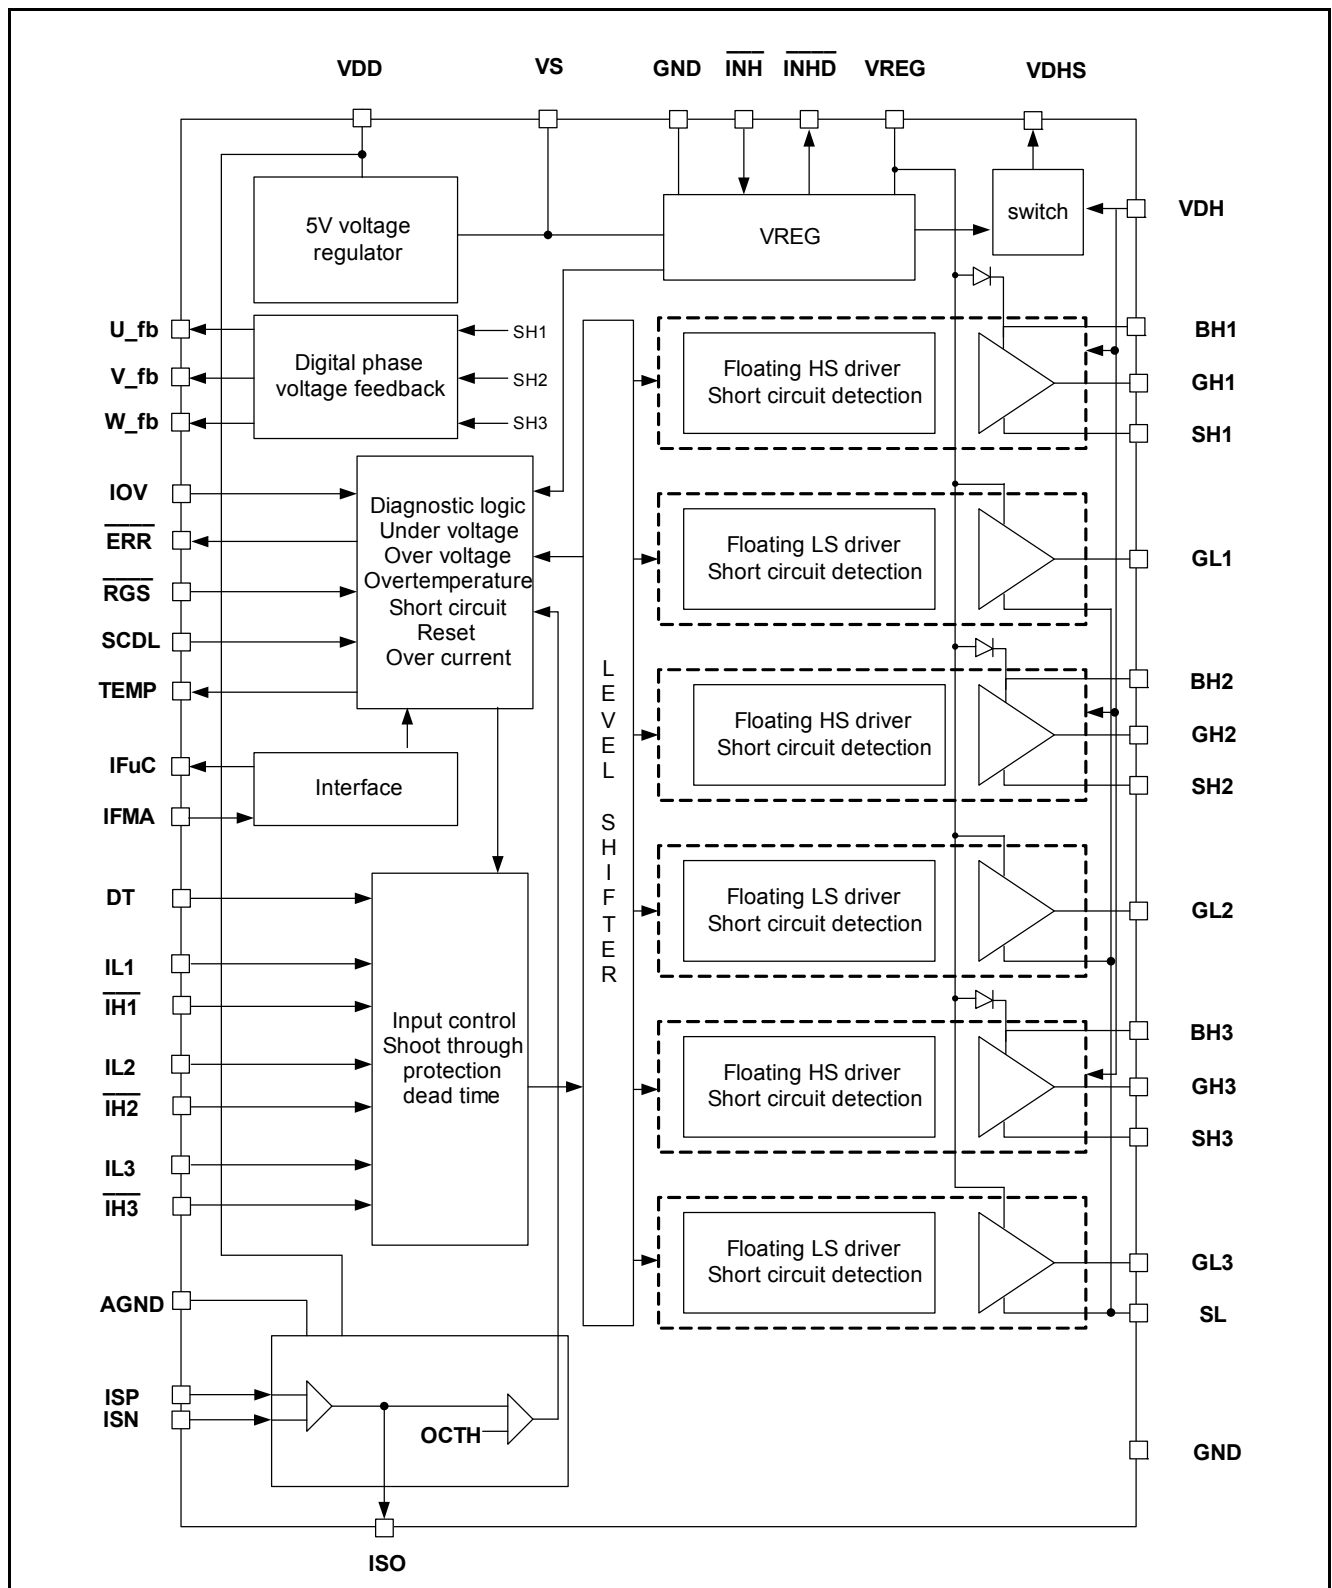 VDD
VS
GND
INH
INHD
VREG
VDHS
5V voltage
regulator
VREG
switch
VDH
U_fb
V_fb
W_fb
Digital phase
voltage feedback
SH1
SH2
SH3
Floating HS driver
Short circuit detection
BH1
GH1
SH1
IOV
ERR
RGS
SCDL
TEMP
Diagnostic logic
Under voltage
Over voltage
Overtemperature
Short circuit
Reset
Over current
Floating LS driver
Short circuit detection
GL1
LEVEL SHIFTER
Floating HS driver
Short circuit detection
BH2
GH2
SH2
IFuC
IFMA
Interface
Floating LS driver
Short circuit detection
GL2
DT
IL1
IH1
IL2
IH2
IL3
IH3
Input control
Shoot through
protection
dead time
Floating HS driver
Short circuit detection
BH3
GH3
SH3
Floating LS driver
Short circuit detection
GL3
SL
AGND
ISP
ISN
OCTH
GND
ISO